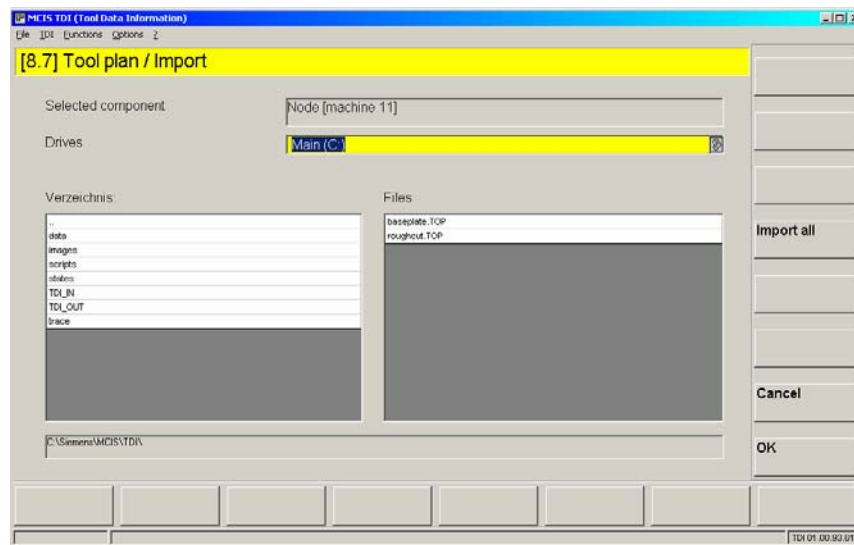 MCIS TDI (Tool Data Information)
File TDI Functions Options ?
[8.7] Tool plan / Import
Selected component
Node [machine 11]
Drives
Main (C:)
Verzeichnis
Files
..
data
images
scripts
states
TDI_IN
TDI_OUT
trace
baseplate.TOP
roughcut.TOP
Import all
Cancel
OK
C:\Siemens\MCIS\TDI\
TDI 01.00.93.01